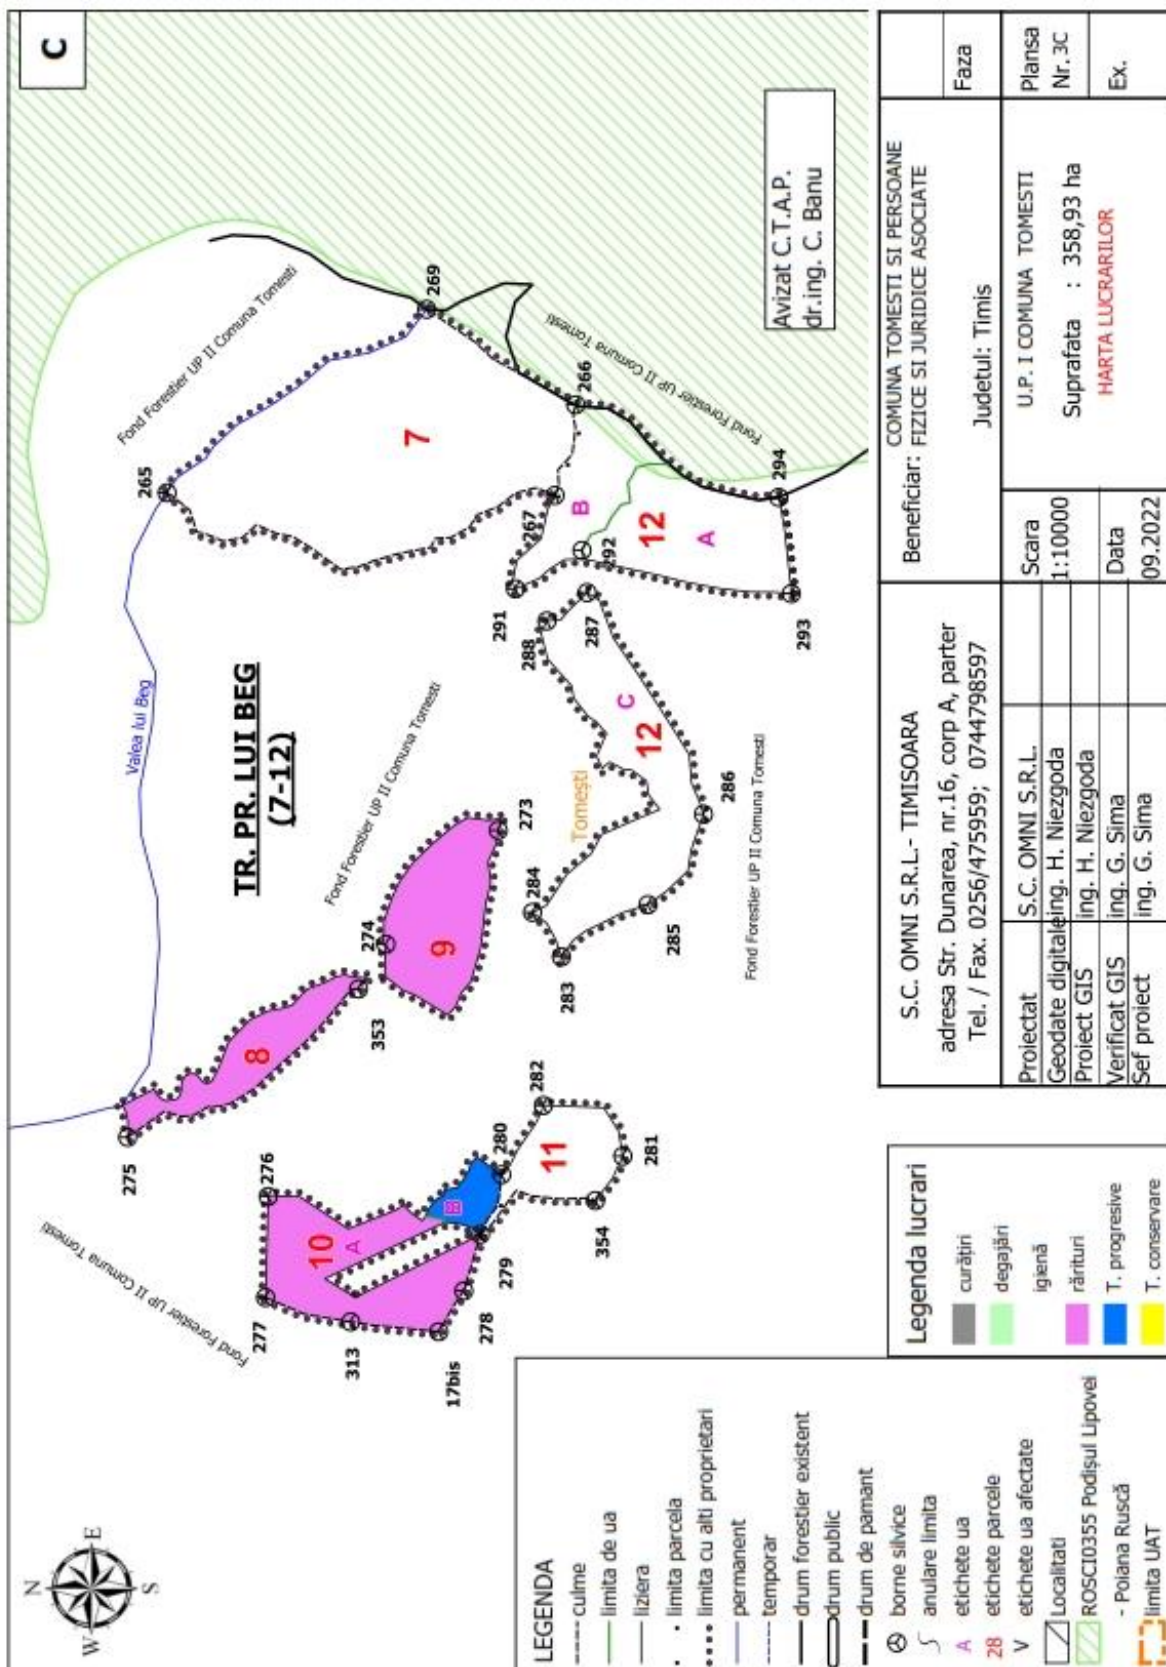 C
N
W
E
S
Fond Forestier UP II Comuna Tomesti
Fond Forestier UP II Comuna Tomesti
Valea lui Beg
TR. PR. LUI BEG
(7-12)
Fond Forestier UP II Comuna Tomesti
Fond Forestier UP II Comuna Tomesti
Fond Forestier UP II Comuna Tomesti
Tomești
265
269
266
267
291
292
294
293
288
287
286
285
284
283
273
274
353
275
276
277
313
17bis
278
279
280
282
281
354
7
8
9
10
A
B
11
12
A
B
12
C
Avizat C.T.A.P.
dr.ing. C. Banu
LEGENDA
culme
limita de ua
liziera
limita parcela
limita cu alti proprietari
permanent
temporar
drum forestier existent
drum public
drum de pamant
borne silvice
anulare limita
A etichete ua
28 etichete parcele
V etichete ua afectate
Localitati
ROSCI0355 Podișul Lipovei
- Poiana Ruscă
limita UAT
Legenda lucrari
curățiri
degajări
igienă
rărituri
T. progresive
T. conservare
S.C. OMNI S.R.L.- TIMISOARA
adresa Str. Dunarea, nr.16, corp A, parter
Tel. / Fax. 0256/475959; 0744798597
Beneficiar: COMUNA TOMESTI SI PERSOANE
FIZICE SI JURIDICE ASOCIATE
Judetul: Timis
Faza
Proiectat S.C. OMNI S.R.L.
Geodate digitale ing. H. Niezgoda
Proiect GIS ing. H. Niezgoda
Verificat GIS ing. G. Sima
Sef proiect ing. G. Sima
Scara
1:10000
Data
09.2022
U.P. I COMUNA TOMESTI
Suprafata : 358,93 ha
HARTA LUCRARILOR
Plansa
Nr. 3C
Ex.